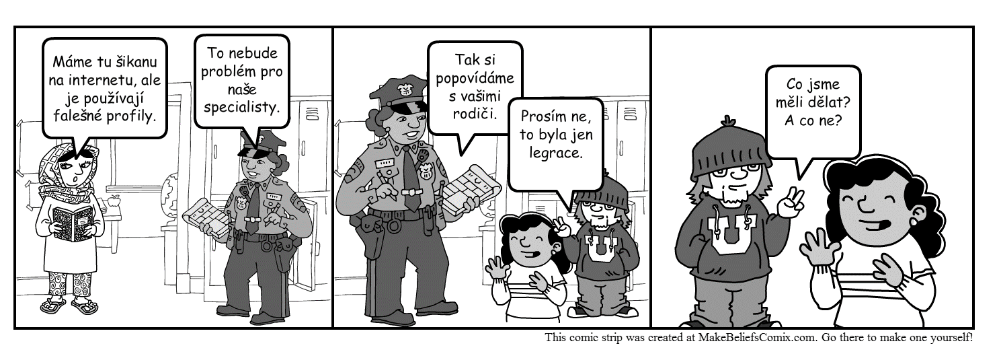 Máme tu šikanu
na internetu, ale
je používají
falešné profily.
To nebude
problém pro
naše
specialisty.
Tak si
popovídáme
s vašimi
rodiči.
Prosím ne,
to byla jen
legrace.
Co jsme
měli dělat?
A co ne?
U
U
This comic strip was created at MakeBeliefsComix.com. Go there to make one yourself!